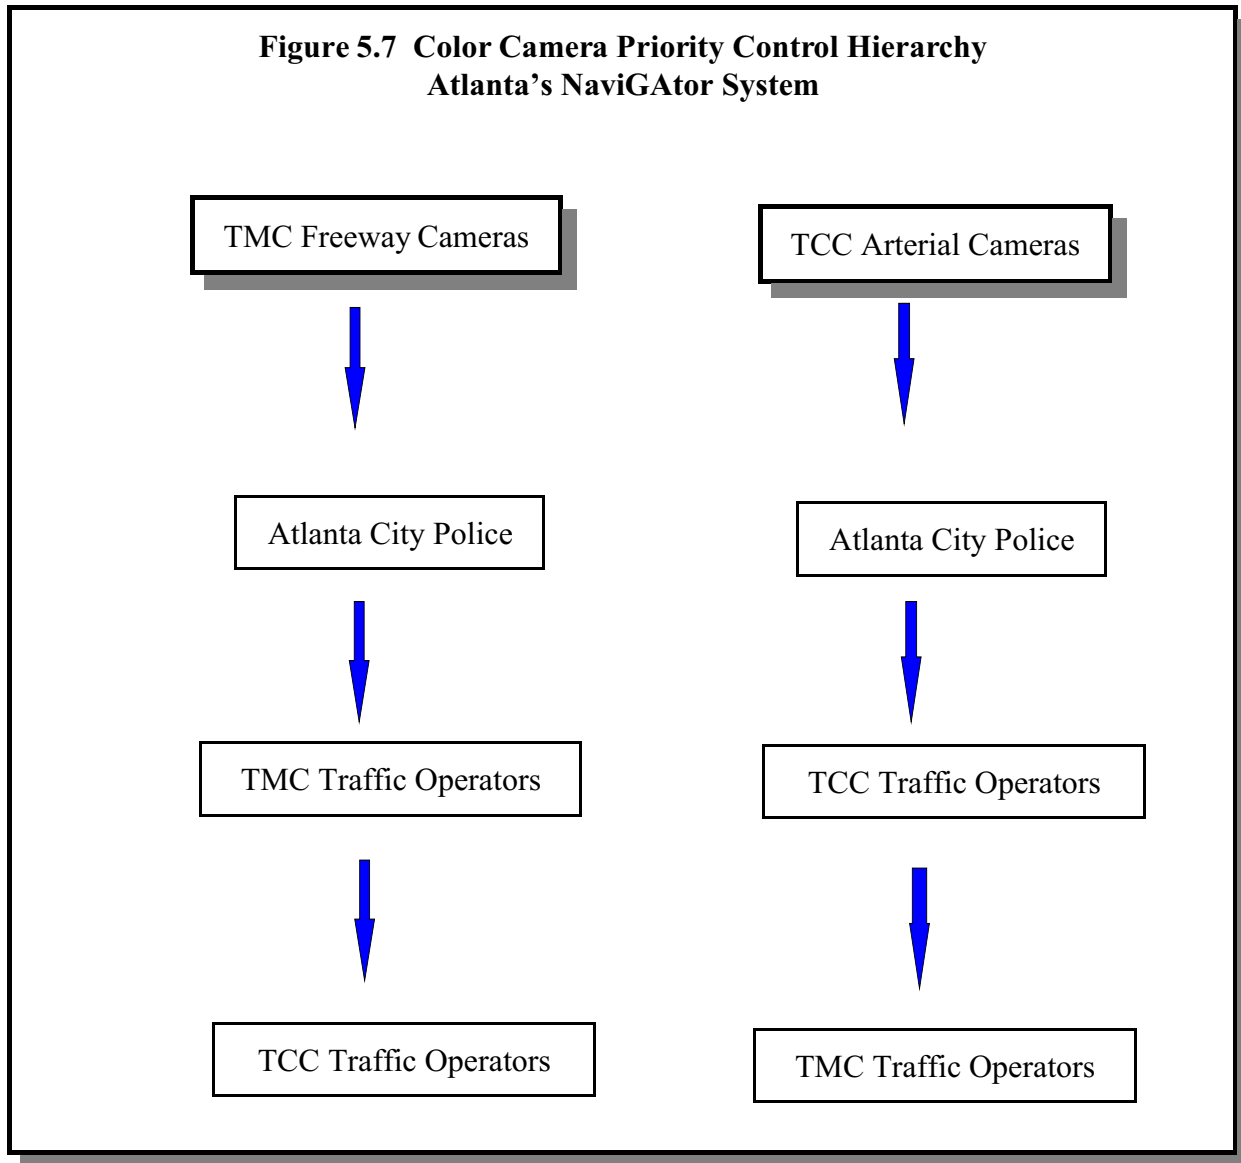 Figure 5.7  Color Camera Priority Control Hierarchy
Atlanta's NaviGAtor System
TMC Freeway Cameras
TCC Arterial Cameras
Atlanta City Police
Atlanta City Police
TMC Traffic Operators
TCC Traffic Operators
TCC Traffic Operators
TMC Traffic Operators